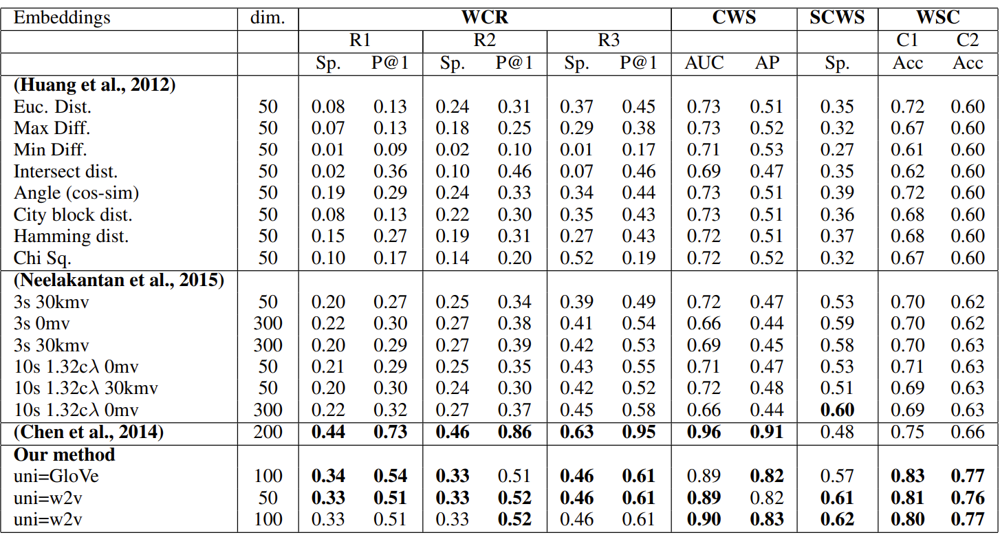 Embeddings dim. WCR CWS SCWS WSC
R1 R2 R3 C1 C2
Sp. P@1 Sp. P@1 Sp. P@1 AUC AP Sp. Acc Acc
(Huang et al., 2012)
Euc. Dist. 50 0.08 0.13 0.24 0.31 0.37 0.45 0.73 0.51 0.35 0.72 0.60
Max Diff. 50 0.07 0.13 0.18 0.25 0.29 0.38 0.73 0.52 0.32 0.67 0.60
Min Diff. 50 0.01 0.09 0.02 0.10 0.01 0.17 0.71 0.53 0.27 0.61 0.60
Intersect dist. 50 0.02 0.36 0.10 0.46 0.07 0.46 0.69 0.47 0.35 0.62 0.60
Angle (cos-sim) 50 0.19 0.29 0.24 0.33 0.34 0.44 0.73 0.51 0.39 0.72 0.60
City block dist. 50 0.08 0.13 0.22 0.30 0.35 0.43 0.73 0.51 0.36 0.68 0.60
Hamming dist. 50 0.15 0.27 0.19 0.31 0.27 0.43 0.72 0.51 0.37 0.68 0.60
Chi Sq. 50 0.10 0.17 0.14 0.20 0.52 0.19 0.72 0.52 0.32 0.67 0.60
(Neelakantan et al., 2015)
3s 30kmv 50 0.20 0.27 0.25 0.34 0.39 0.49 0.72 0.47 0.53 0.70 0.62
3s 0mv 300 0.22 0.30 0.27 0.38 0.41 0.54 0.66 0.44 0.59 0.70 0.62
3s 30kmv 300 0.20 0.29 0.27 0.39 0.42 0.53 0.69 0.45 0.58 0.70 0.63
10s 1.32cλ 0mv 50 0.21 0.29 0.25 0.35 0.43 0.55 0.71 0.47 0.53 0.71 0.63
10s 1.32cλ 30kmv 50 0.20 0.30 0.24 0.30 0.42 0.52 0.72 0.48 0.51 0.69 0.63
10s 1.32cλ 0mv 300 0.22 0.32 0.27 0.37 0.45 0.58 0.66 0.44 0.60 0.69 0.63
(Chen et al., 2014) 200 0.44 0.73 0.46 0.86 0.63 0.95 0.96 0.91 0.48 0.75 0.66
Our method
uni=GloVe 100 0.34 0.54 0.33 0.51 0.46 0.61 0.89 0.82 0.57 0.83 0.77
uni=w2v 50 0.33 0.51 0.33 0.52 0.46 0.61 0.89 0.82 0.61 0.81 0.76
uni=w2v 100 0.33 0.51 0.33 0.52 0.46 0.61 0.90 0.83 0.62 0.80 0.77